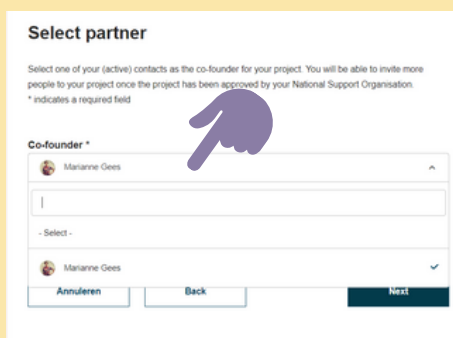 Select partner
Select one of your (active) contacts as the co-founder for your project. You will be able to invite more
people to your project once the project has been approved by your National Support Organisation.
* indicates a required field
Co-founder *
Marianne Gees
- Select -
Marianne Gees
Annuleren Back Next